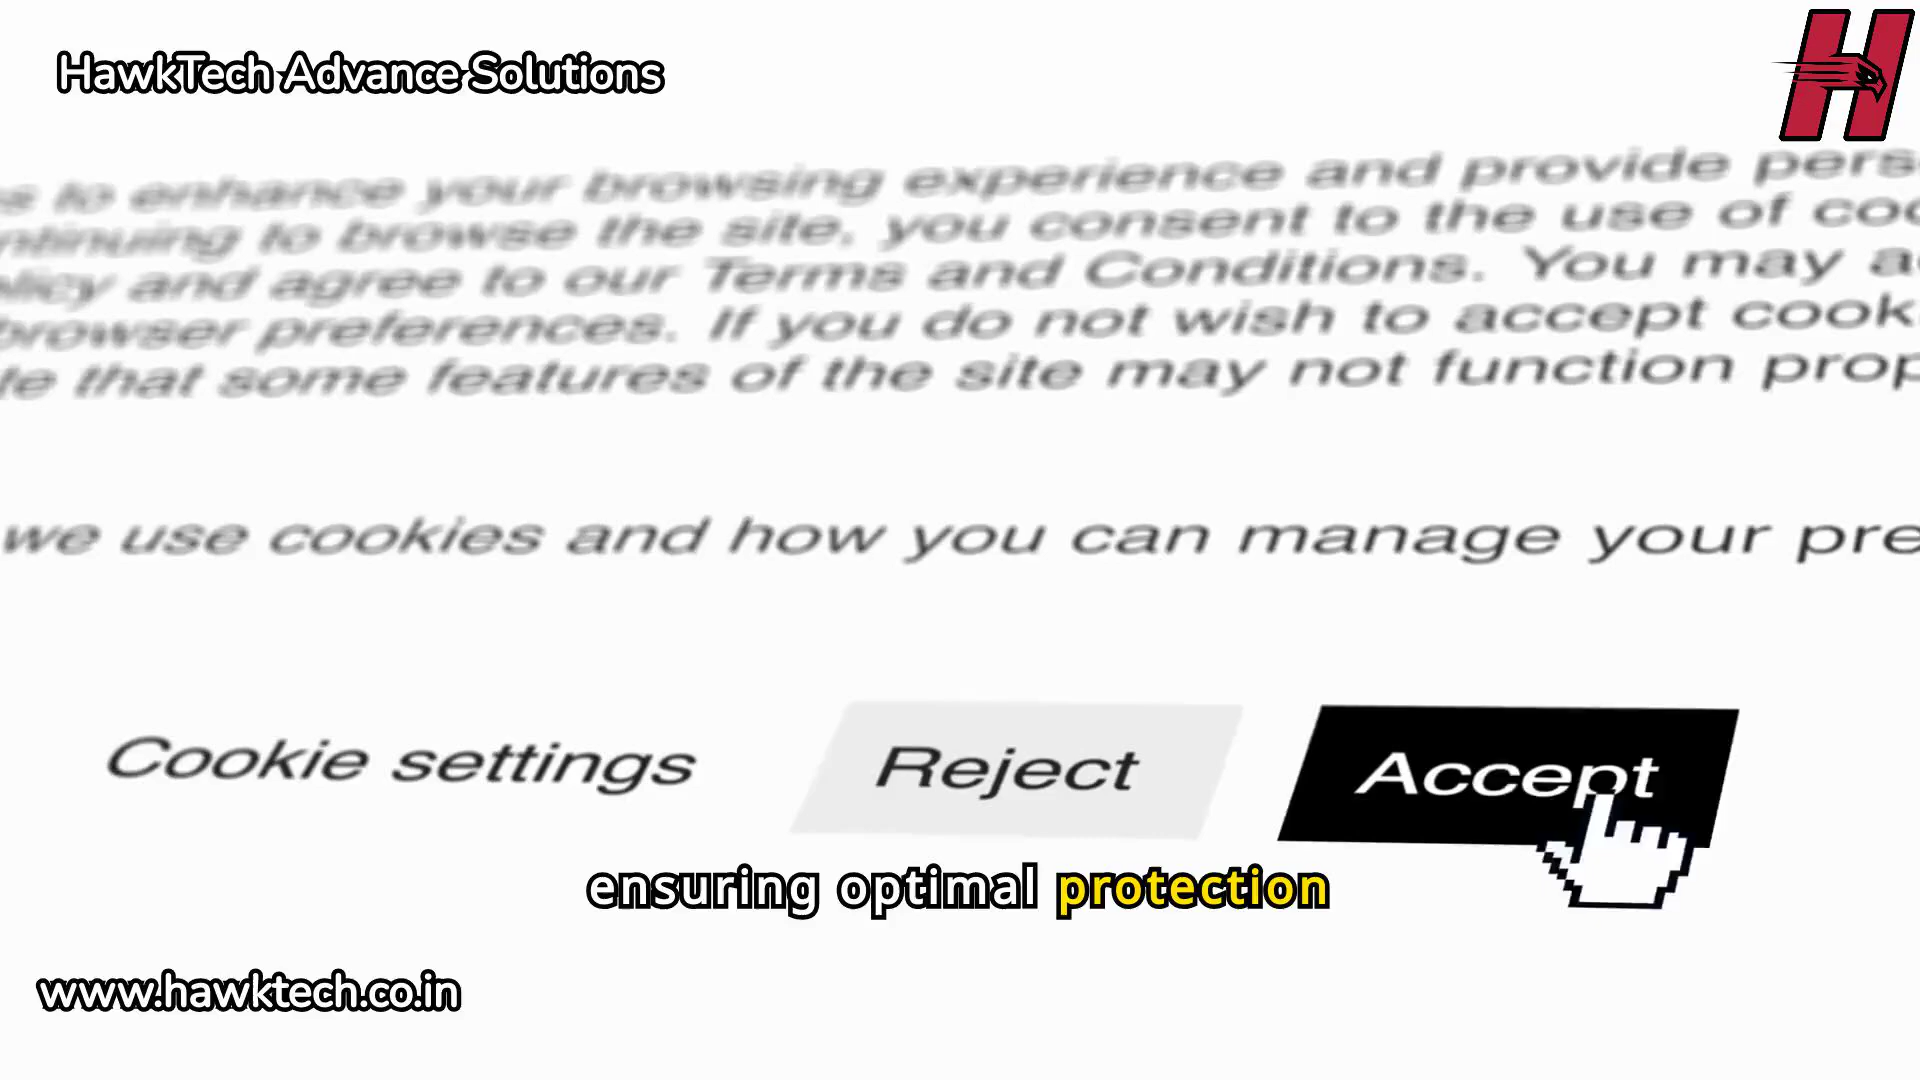 HawkTech Advance Solutions
H
to enhance your browsing experience and provide pers
ntinuing to browse the site, you consent to the use of coo
licy and agree to our Terms and Conditions. You may a
browser preferences. If you do not wish to accept cook
te that some features of the site may not function prop
we use cookies and how you can manage your pre
Cookie settings
Reject
Accept
ensuring optimal protection
www.hawktech.co.in